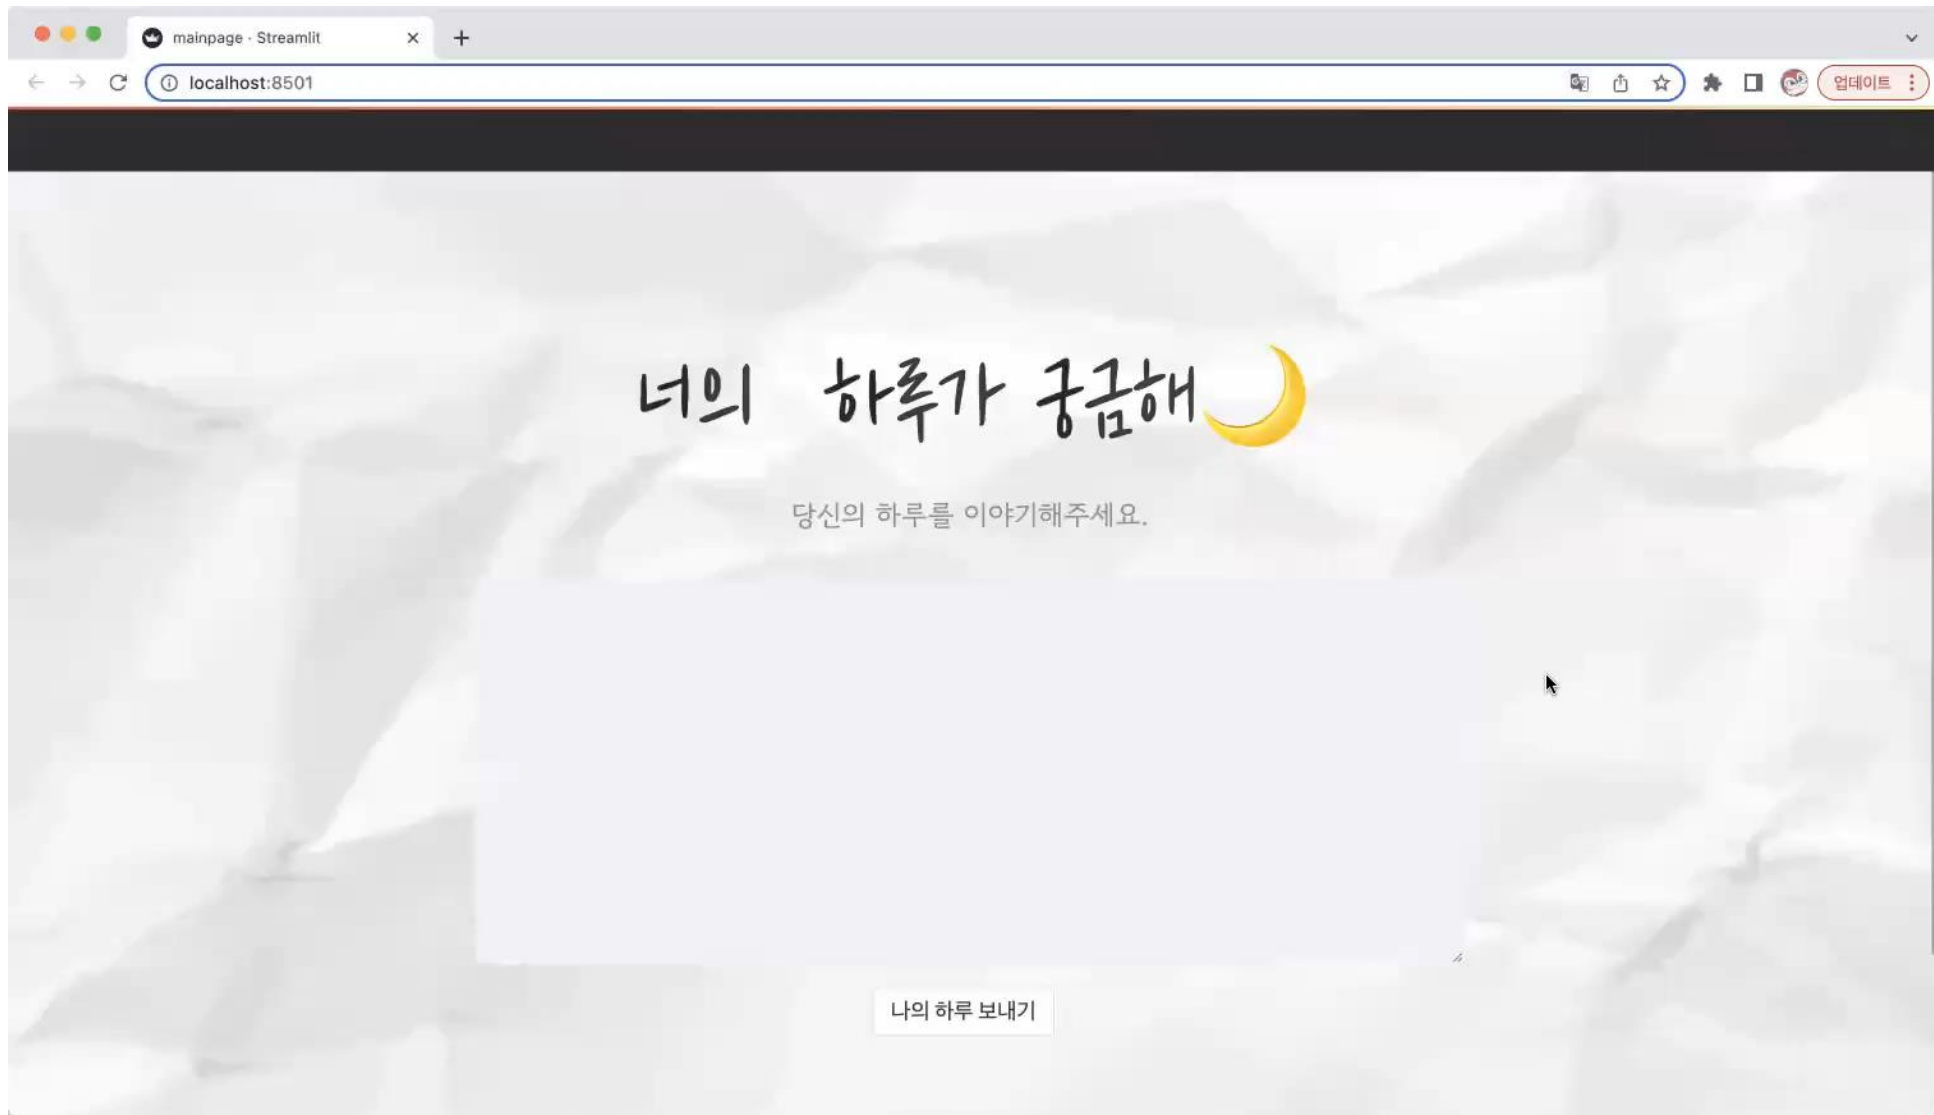 mainpage · Streamlit
localhost:8501
업데이트
너의 하루가 궁금해
당신의 하루를 이야기해주세요.
나의 하루 보내기